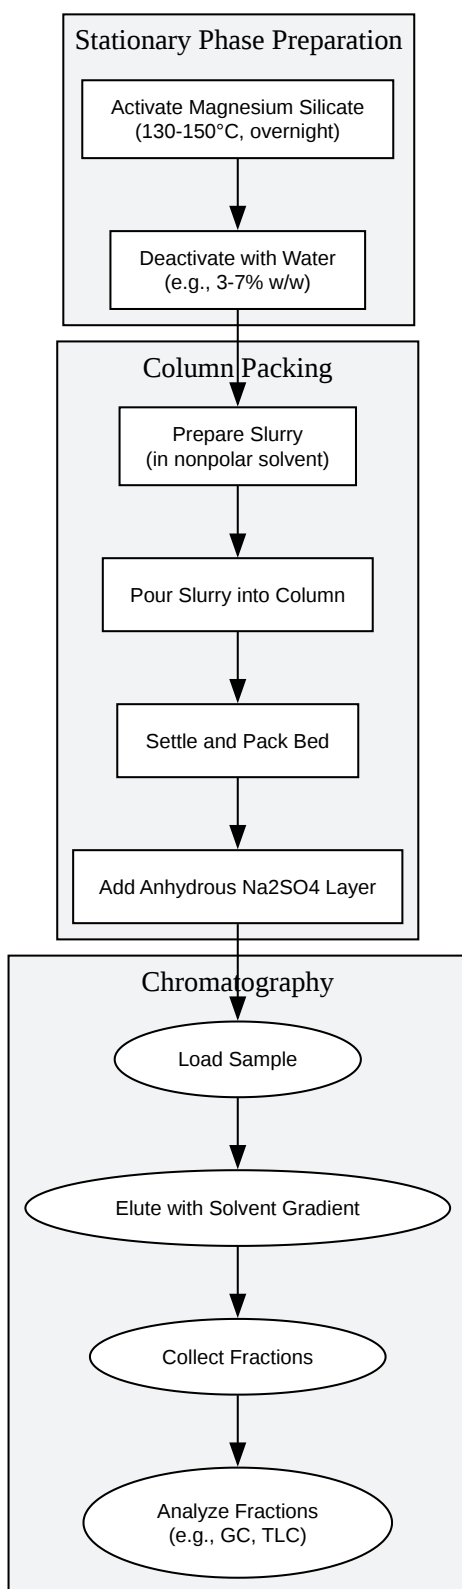 Stationary Phase Preparation
Activate Magnesium Silicate
(130-150°C, overnight)
Deactivate with Water
(e.g., 3-7% w/w)
Column Packing
Prepare Slurry
(in nonpolar solvent)
Pour Slurry into Column
Settle and Pack Bed
Add Anhydrous Na2SO4 Layer
Chromatography
Load Sample
Elute with Solvent Gradient
Collect Fractions
Analyze Fractions
(e.g., GC, TLC)